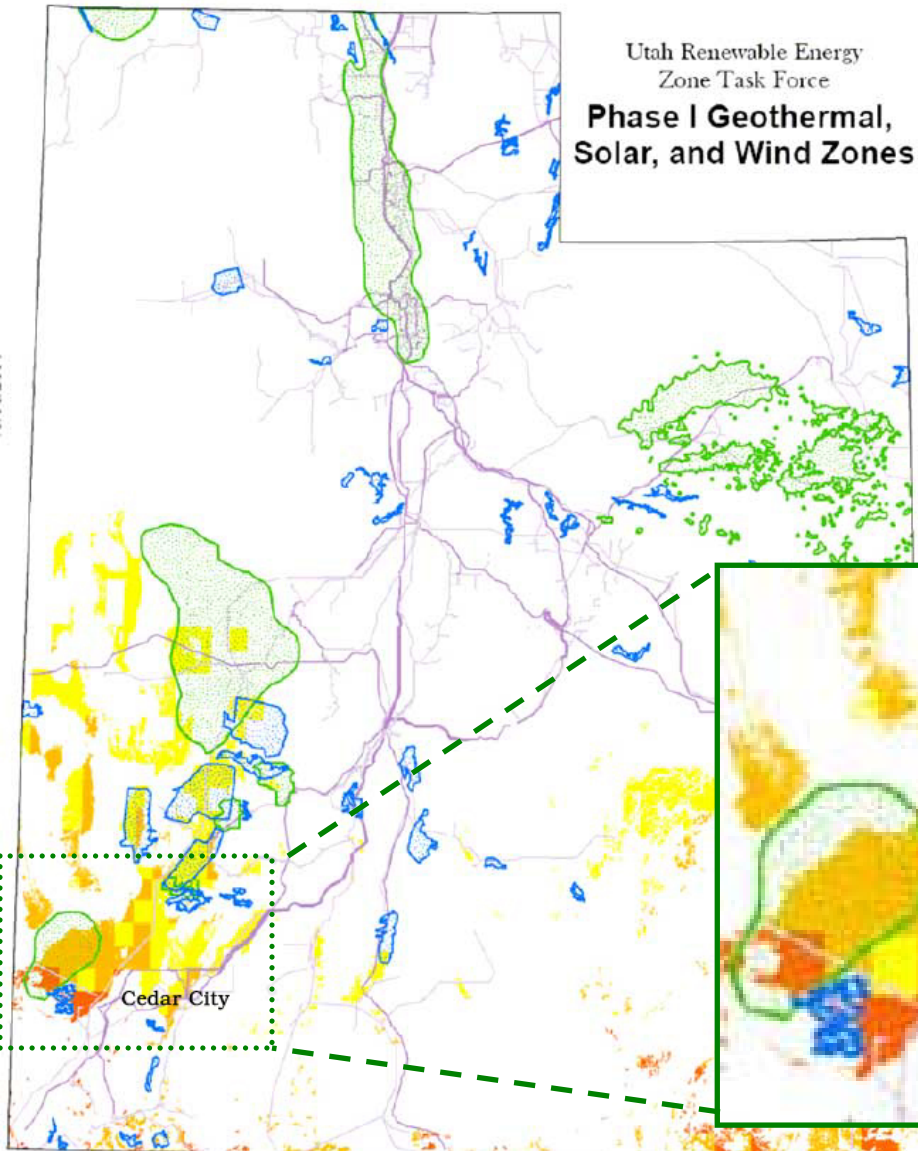 Utah Renewable Energy
Zone Task Force
Phase I Geothermal,
Solar, and Wind Zones
Cedar City